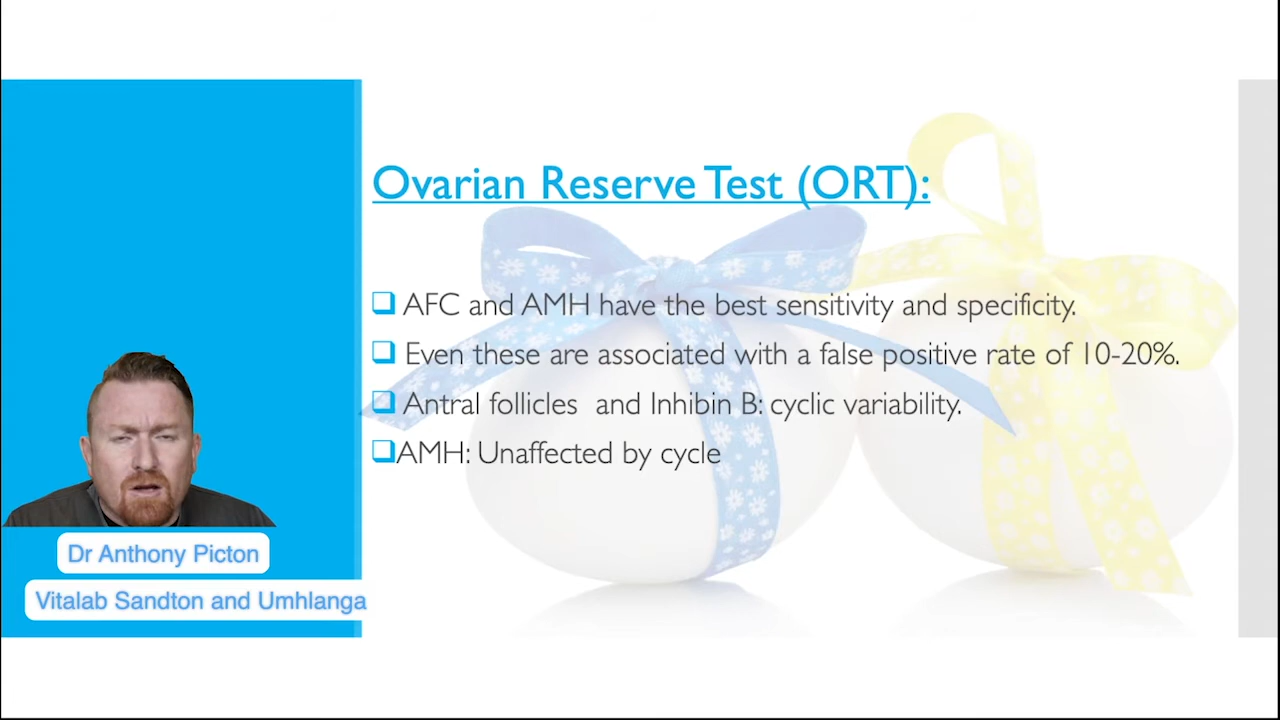 Ovarian Reserve Test (ORT):
AFC and AMH have the best sensitivity and specificity.
Even these are associated with a false positive rate of 10-20%.
Antral follicles and Inhibin B: cyclic variability.
AMH: Unaffected by cycle
Dr Anthony Picton
Vitalab Sandton and Umhlanga